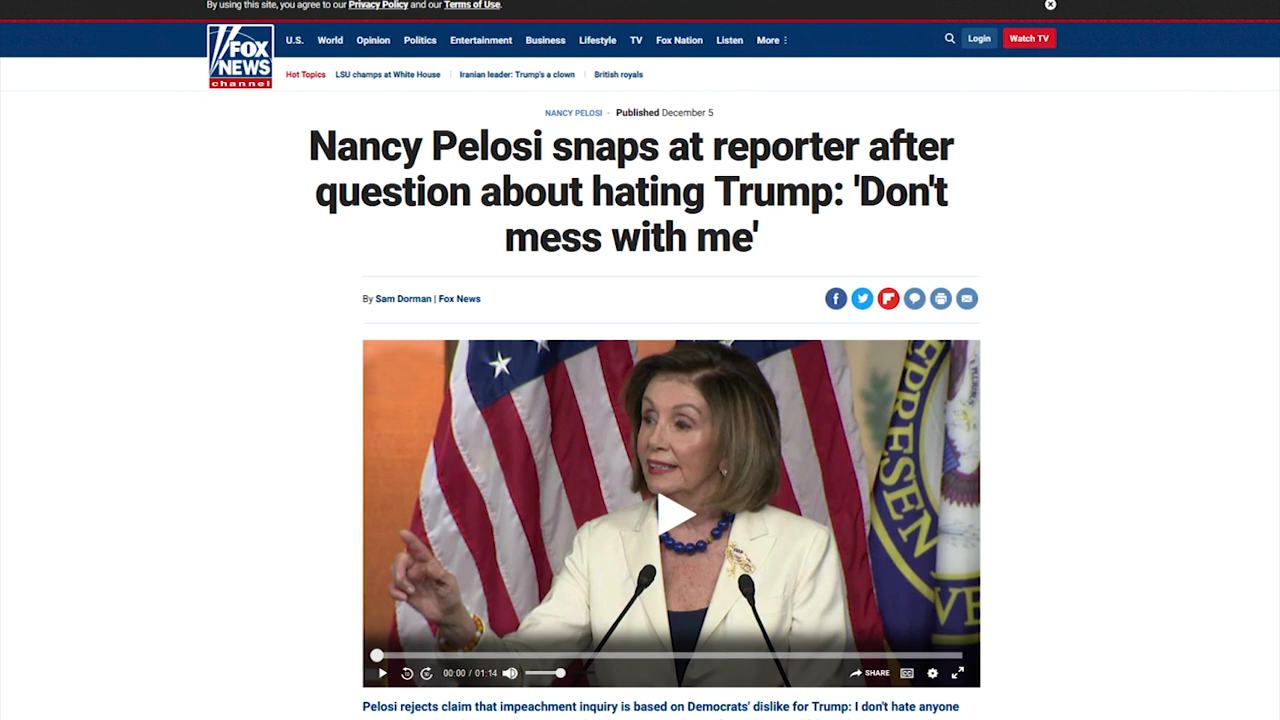 By using this site, you agree to our Privacy Policy and our Terms of Use.
FOX
NEWS
channel
U.S. World Opinion Politics Entertainment Business Lifestyle TV Fox Nation Listen More
Login
Watch TV
Hot Topics LSU champs at White House Iranian leader: Trump's a clown British royals
NANCY PELOSI · Published December 5
Nancy Pelosi snaps at reporter after
question about hating Trump: 'Don't
mess with me'
By Sam Dorman | Fox News
EPRESEN
VE
00:00 / 01:14
SHARE
Pelosi rejects claim that impeachment inquiry is based on Democrats' dislike for Trump: I don't hate anyone